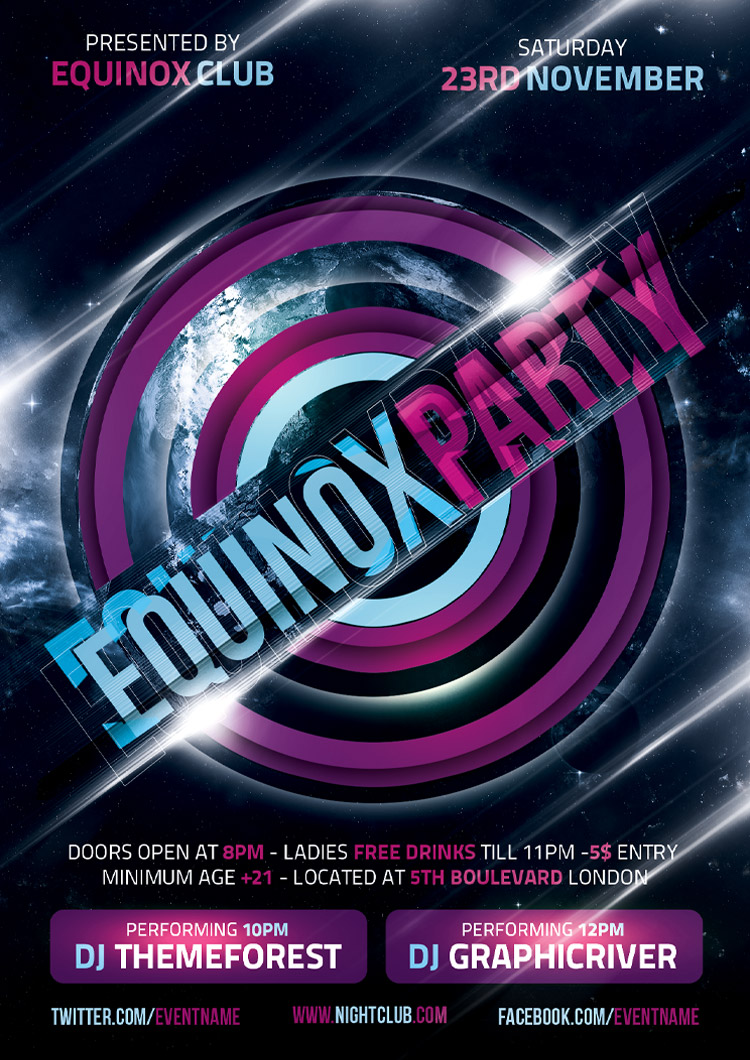 PRESENTED BY
EQUINOX CLUB
SATURDAY
23RD NOVEMBER
EQUINOX PARTY
DOORS OPEN AT 8PM - LADIES FREE DRINKS TILL 11PM -5$ ENTRY
MINIMUM AGE +21 - LOCATED AT 5TH BOULEVARD LONDON
PERFORMING 10PM
DJ THEMEFOREST
PERFORMING 12PM
DJ GRAPHICRIVER
TWITTER.COM/EVENTNAME
WWW.NIGHTCLUB.COM
FACEBOOK.COM/EVENTNAME